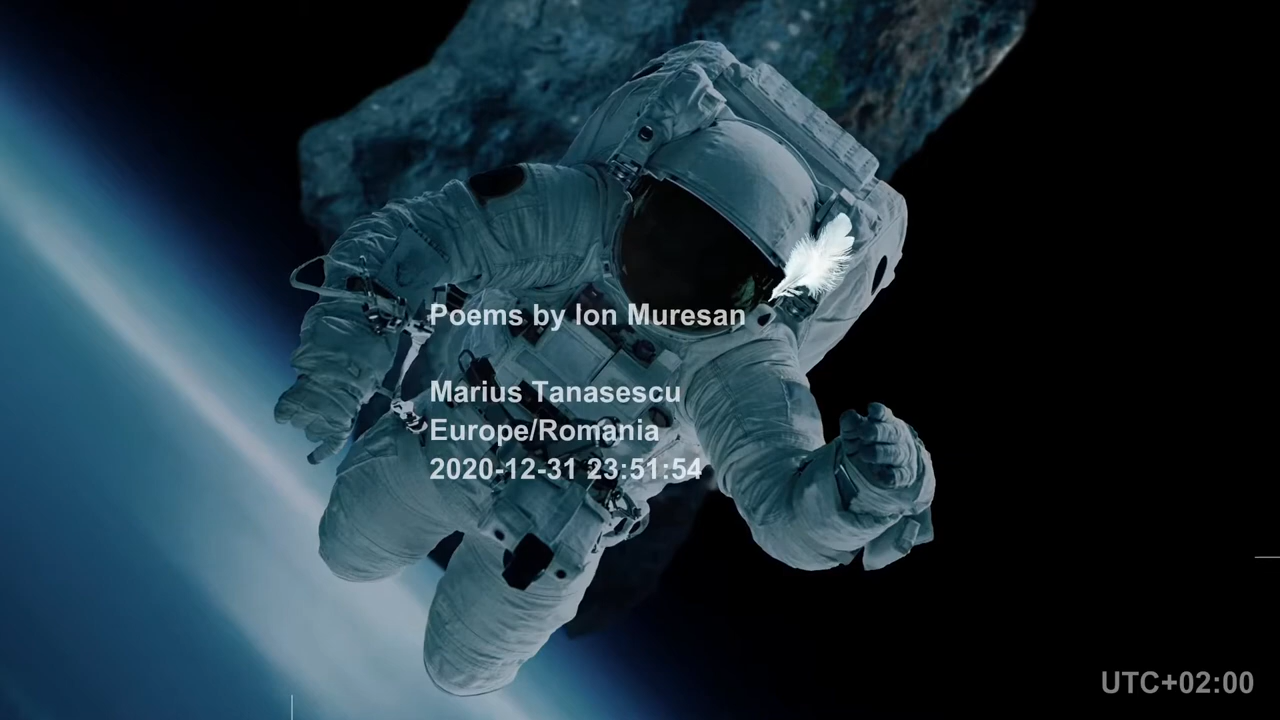 Poems by Ion Muresan
Marius Tanasescu
Europe/Romania
2020-12-31 23:51:54
UTC+02:00